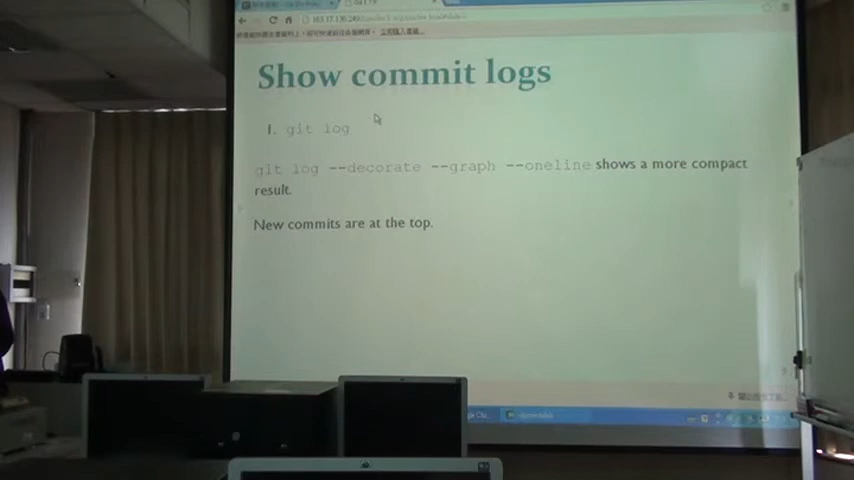 Show commit logs
1. git log
git log --decorate --graph --oneline shows a more compact
result.
New commits are at the top.